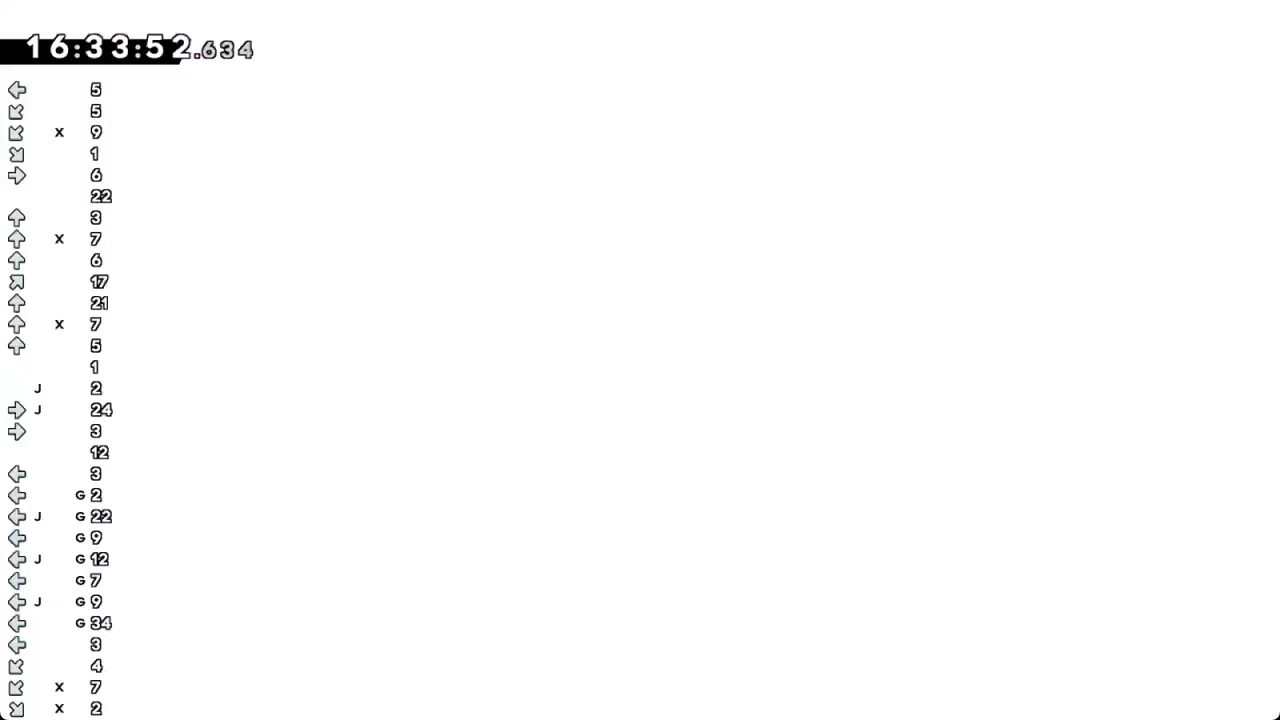 16:33:52.634
5
5
X 9
1
6
22
3
X 7
6
17
21
X 7
5
1
J 2
J 24
3
12
3
G 2
J G 22
G 9
J G 12
G 7
J G 9
G 34
3
4
X 7
X 2